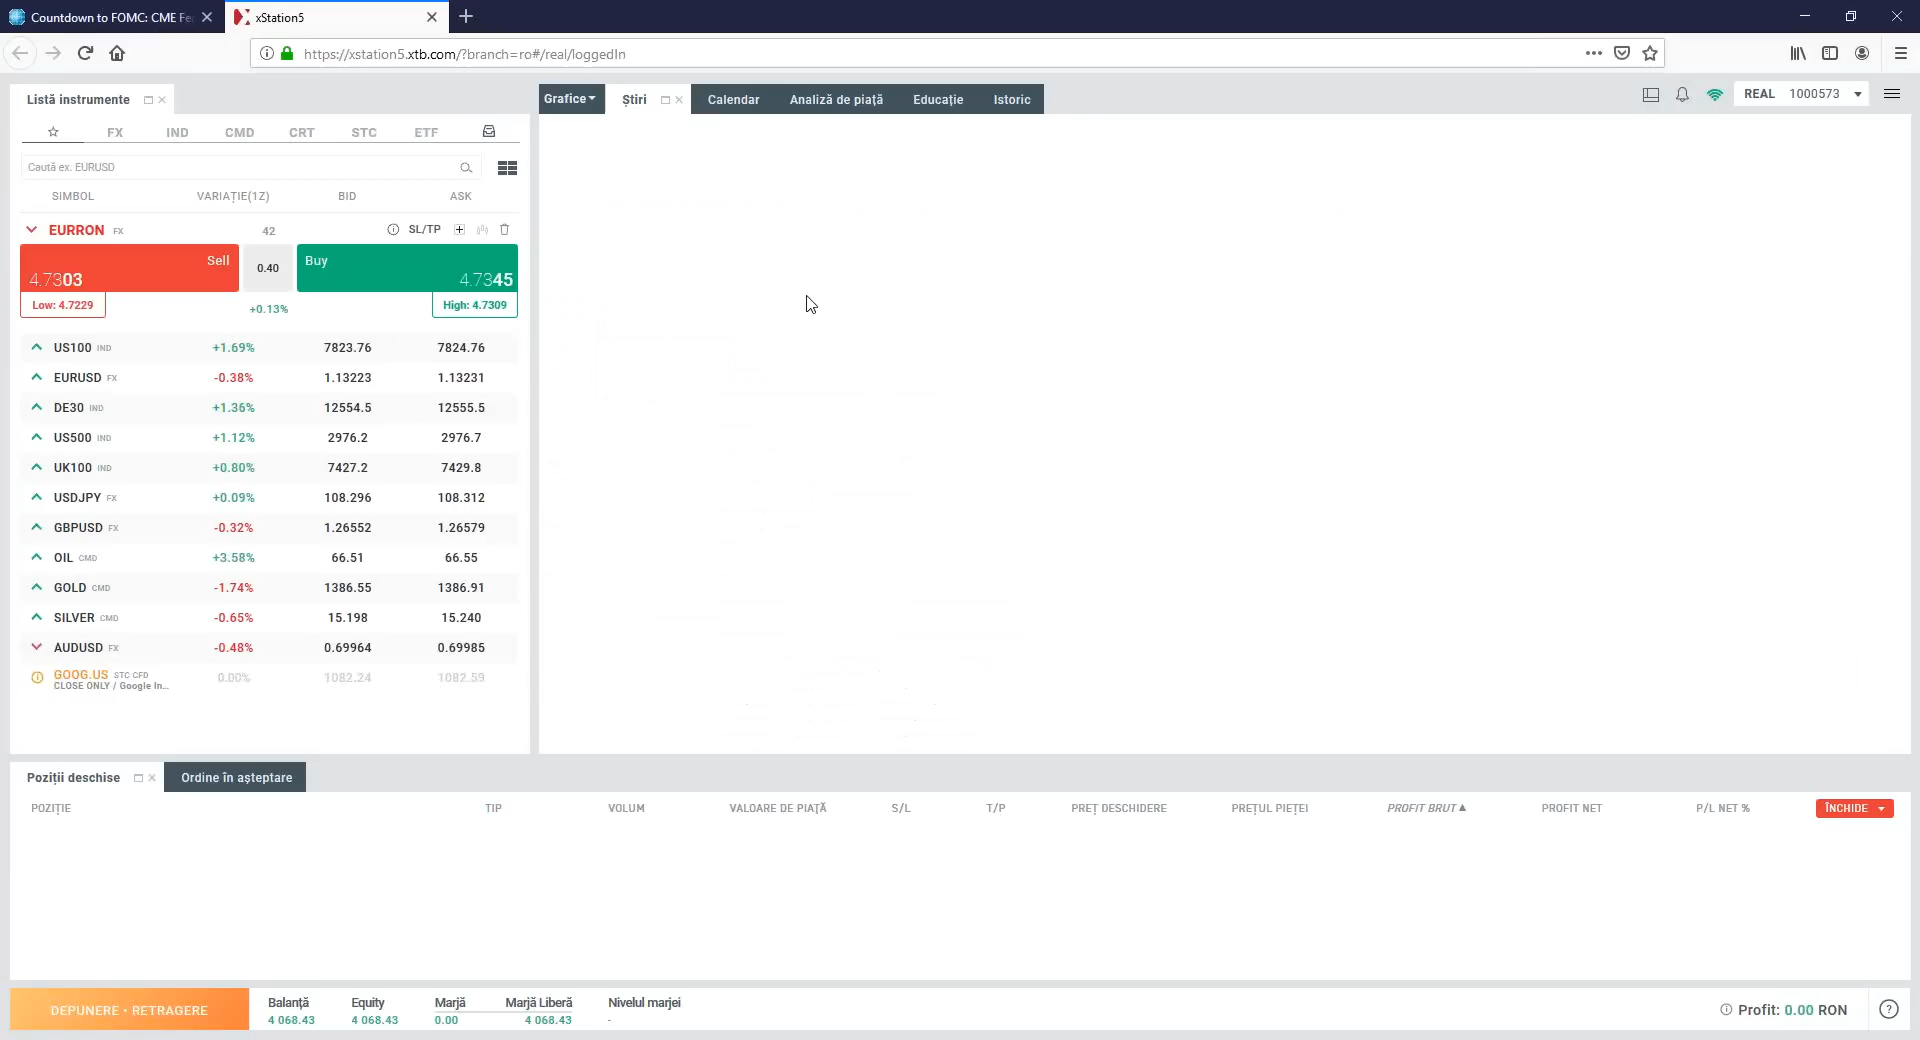 Countdown to FOMC: CME Fe
xStation5
https://xstation5.xtb.com/?branch=ro#/real/loggedIn
Listă instrumente
Grafice
Știri
Calendar
Analiză de piață
Educație
Istoric
REAL 1000573
FX IND CMD CRT STC ETF
Caută ex. EURUSD
SIMBOL VARIAȚIE(1Z) BID ASK
EURRON FX 42 SL/TP
Sell
4.7303
0.40
Buy
4.7345
Low: 4.7229
+0.13%
High: 4.7309
US100 IND +1.69% 7823.76 7824.76
EURUSD FX -0.38% 1.13223 1.13231
DE30 IND +1.36% 12554.5 12555.5
US500 IND +1.12% 2976.2 2976.7
UK100 IND +0.80% 7427.2 7429.8
USDJPY FX +0.09% 108.296 108.312
GBPUSD FX -0.32% 1.26552 1.26579
OIL CMD +3.58% 66.51 66.55
GOLD CMD -1.74% 1386.55 1386.91
SILVER CMD -0.65% 15.198 15.240
AUDUSD FX -0.48% 0.69964 0.69985
GOOG.US STC CFD 0.00% 1082.24 1082.59
CLOSE ONLY / Google In...
Poziții deschise
Ordine în așteptare
POZIȚIE TIP VOLUM VALOARE DE PIAȚĂ S/L T/P PREȚ DESCHIDERE PREȚUL PIEȚEI PROFIT BRUT PROFIT NET P/L NET % ÎNCHIDE
DEPUNERE • RETRAGERE
Balanță Equity Marjă Marjă Liberă Nivelul marjei
4 068.43 4 068.43 0.00 4 068.43 -
Profit: 0.00 RON